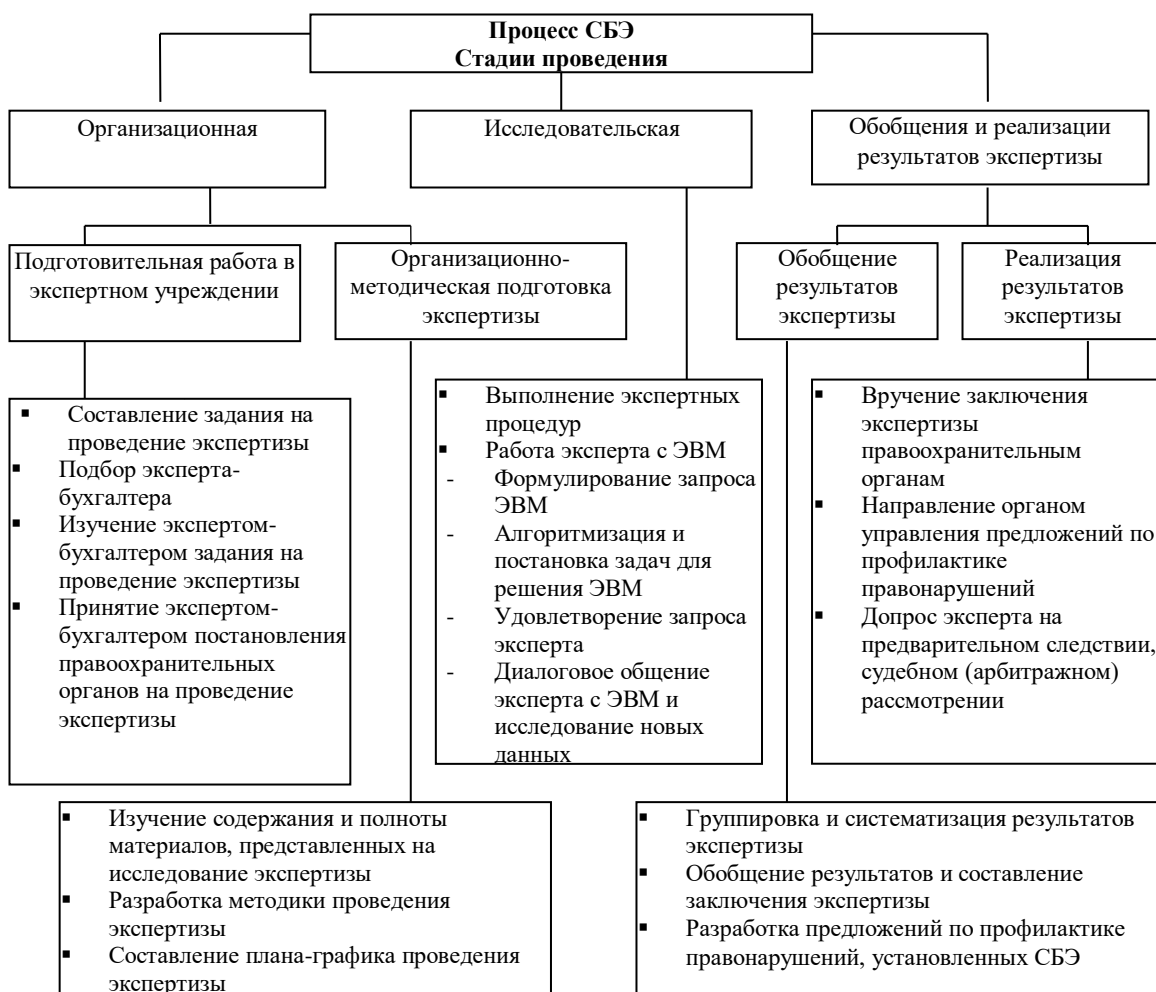 Процесс СБЭ
Стадии проведения
Организационная
Исследовательская
Обобщения и реализации
результатов экспертизы
Подготовительная работа в
экспертном учреждении
Организационно-
методическая подготовка
экспертизы
Обобщение
результатов
экспертизы
Реализация
результатов
экспертизы
▪ Составление задания на
проведение экспертизы
▪ Подбор эксперта-
бухгалтера
▪ Изучение экспертом-
бухгалтером задания на
проведение экспертизы
▪ Принятие экспертом-
бухгалтером постановления
правоохранительных
органов на проведение
экспертизы
▪ Выполнение экспертных
процедур
▪ Работа эксперта с ЭВМ
- Формулирование запроса
ЭВМ
- Алгоритмизация и
постановка задач для
решения ЭВМ
- Удовлетворение запроса
эксперта
- Диалоговое общение
эксперта с ЭВМ и
исследование новых
данных
▪ Вручение заключения
экспертизы
правоохранительным
органам
▪ Направление органом
управления предложений по
профилактике
правонарушений
▪ Допрос эксперта на
предварительном следствии,
судебном (арбитражном)
рассмотрении
▪ Изучение содержания и полноты
материалов, представленных на
исследование экспертизы
▪ Разработка методики проведения
экспертизы
▪ Составление плана-графика проведения
экспертизы
▪ Группировка и систематизация результатов
экспертизы
▪ Обобщение результатов и составление
заключения экспертизы
▪ Разработка предложений по профилактике
правонарушений, установленных СБЭ